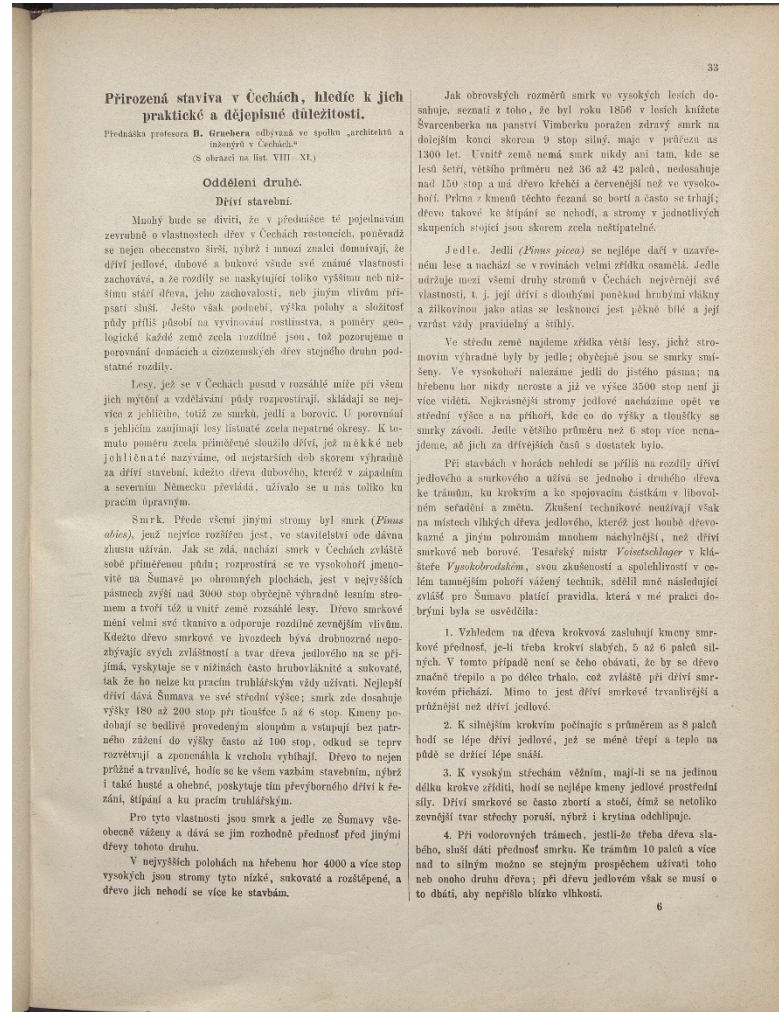 33
Přirozená staviva v Čechách, hledíc k jich
praktické a dějepisné důležitosti.
Přednáška profesora B. Gruebera odbývaná ve spolku „architektů a
inženýrů v Čechách.“
(S obrazci na list. VIII—XI.)
Oddělení druhé.
Dříví stavební.
Mnohý bude se diviti, že v přednášce té pojednávám
zevrubně o vlastnostech dřev v Čechách rostoucích, poněvadž
se nejen obecenstvo širší, nýbrž i mnozí znalci domnívají, že
dříví jedlové, dubové a bukové všude své známé vlastnosti
zachovává, a že rozdíly se naskytující toliko vyššímu neb niž-
šímu stáří dřeva, jeho zachovalosti, neb jiným vlivům při-
psati sluší. Ješto však podnebí, výška polohy a složitosť
půdy příliš působí na vyvinování rostlinstva, a poměry geo-
logické každé země zcela rozdílné jsou, tož pozorujeme u
porovnání domácích a cizozemských dřev stejného druhu pod-
statné rozdíly.
Lesy, jež se v Čechách posud v rozsáhlé míře při všem
jich mýtění a vzdělávání půdy rozprostírají, skládají se nej-
více z jehličího, totiž ze smrků, jedlí a borovic. U porovnání
s jehličím zaujímají lesy listnaté zcela nepatrné okresy. K to-
muto poměru zcela přiměřeně sloužilo dříví, jež měkké neb
jehličnaté nazýváme, od nejstarších dob skorem výhradně
za dříví stavební, kdežto dřeva dubového, kteréž v západním
a severním Německu převládá, užívalo se u nás toliko ku
pracím úpravným.
Smrk. Přede všemi jinými stromy byl smrk (Pinus
abies), jenž nejvíce rozšířen jest, ve stavitelství ode dávna
zhusta užíván. Jak se zdá, nachází smrk v Čechách zvláště
sobě přiměřenou půdu; rozprostírá se ve vysokohoří jmeno-
vitě na Šumavě po ohromných plochách, jest v nejvyšších
pásmech zvýší nad 3000 stop obyčejně výhradně lesním stro-
mem a tvoří též u vnitř země rozsáhlé lesy. Dřevo smrkové
mění velmi své tkanivo a odporuje rozdílně zevnějším vlivům.
Kdežto dřevo smrkové ve hvozdech bývá drobnozrné nepo-
zbývajíc svých zvláštností a tvar dřeva jedlového na se při-
jímá, vyskytuje se v nížinách často hrubovláknité a sukovaté,
tak že ho nelze ku pracím truhlářským vždy užívati. Nejlepší
dříví dává Šumava ve své střední výšce; smrk zde dosahuje
výšky 180 až 200 stop při tloušťce 5 až 6 stop. Kmeny po-
dobají se bedlivě provedeným sloupům a vstupují bez patr-
ného zúžení do výšky často až 100 stop, odkud se teprv
rozvětvují a zponenáhla k vrcholu vybíhají. Dřevo to nejen
pružné a trvanlivé, hodíc se ke všem vazbám stavebním, nýbrž
i také husté a ohebné, poskytuje tím převýborného dříví k ře-
zání, štípání a ku pracím truhlářským.
Pro tyto vlastnosti jsou smrk a jedle ze Šumavy vše-
obecně váženy a dává se jim rozhodně přednosť před jinými
dřevy tohoto druhu.
V nejvyšších polohách na hřebenu hor 4000 a více stop
vysokých jsou stromy tyto nízké, sukovaté a rozštěpené, a
dřevo jich nehodí se více ke stavbám.
Jak obrovských rozměrů smrk ve vysokých lesích do-
sahuje, seznati z toho, že byl roku 1856 v lesích knížete
Švarcenberka na panství Vimberku poražen zdravý smrk na
dolejším konci skorem 9 stop silný, maje v průřezu as
1300 let. Uvnitř země nemá smrk nikdy ani tam, kde se
lesů šetří, většího průměru než 36 až 42 palců, nedosahuje
nad 150 stop a má dřevo křehčí a červenější než ve vysoko-
hoří. Prkna z kmenů těchto řezaná se bortí a často se trhají;
dřevo takové ke štípání se nehodí, a stromy v jednotlivých
skupeních stojící jsou skorem zcela neštípatelné.
Jedle. Jedli (Pinus picea) se nejlépe daří v uzavře-
ném lese a nachází se v rovinách velmi zřídka osamělá. Jedle
udržuje mezi všemi druhy stromů v Čechách nejvěrněji své
vlastnosti, t. j. její dříví s dlouhými poněkud hrubými vlákny
a žilkovinou jako atlas se lesknoucí jest pěkně bílé a její
vzrůst vždy pravidelný a štíhlý.
Ve středu země najdeme zřídka větší lesy, jichž stro-
movím výhradně byly by jedle; obyčejně jsou se smrky smí-
šeny. Ve vysokohoří nalezáme jedli do jistého pásma; na
hřebenu hor nikdy neroste a již ve výšce 3500 stop není ji
více viděti. Nejkrásnější stromy jedlové nacházíme opět ve
střední výšce a na příhoří, kde co do výšky a tloušťky se
smrky závodí. Jedle většího průměru než 6 stop více nena-
jdeme, ač jich za dřívějších časů s dostatek bylo.
Při stavbách v horách nehledí se příliš na rozdíly dříví
jedlového a smrkového a užívá se jednoho i druhého dřeva
ke trámům, ku krokvím a ke spojovacím částkám v libovol-
ném seřadění a změtu. Zkušení technikové neužívají však
na místech vlhkých dřeva jedlového, kteréž jest houbě dřevo-
kazné a jiným pohromám mnohem náchylnější, než dříví
smrkové neb borové. Tesařský mistr Voisetschlager v klá-
šteře Vysokobrodském, svou zkušeností a spolehlivostí v ce-
lém tamnějším pohoří vážený technik, sdělil mně následující
zvlášť pro Šumavu platící pravidla, která v mé prakci do-
brými byla se osvědčila:
1. Vzhledem na dřeva krokvová zasluhují kmeny smr-
kové přednosť, je-li třeba krokví slabých, 5 až 6 palců sil-
ných. V tomto případě není se čeho obávati, že by se dřevo
značně třepilo a po délce trhalo, což zvláště při dříví smr-
kovém přichází. Mimo to jest dříví smrkové trvanlivější a
pružnější než dříví jedlové.
2. K silnějším krokvím počínajíc s průměrem as 8 palců
hodí se lépe dříví jedlové, jež se méně třepí a teplo na
půdě se držící lépe snáší.
3. K vysokým střechám věžním, mají-li se na jedinou
délku krokve zříditi, hodí se nejlépe kmeny jedlové prostřední
síly. Dříví smrkové se často zbortí a stočí, čímž se netoliko
zevnější tvar střechy poruší, nýbrž i krytina odchlipuje.
4. Při vodorovných trámech, jestli-že třeba dřeva sla-
bého, sluší dáti přednosť smrku. Ke trámům 10 palců a více
nad to silným možno se stejným prospěchem užívati toho
neb onoho druhu dřeva; při dřevu jedlovém však se musí o
to dbáti, aby nepřišlo blízko vlhkosti.
6